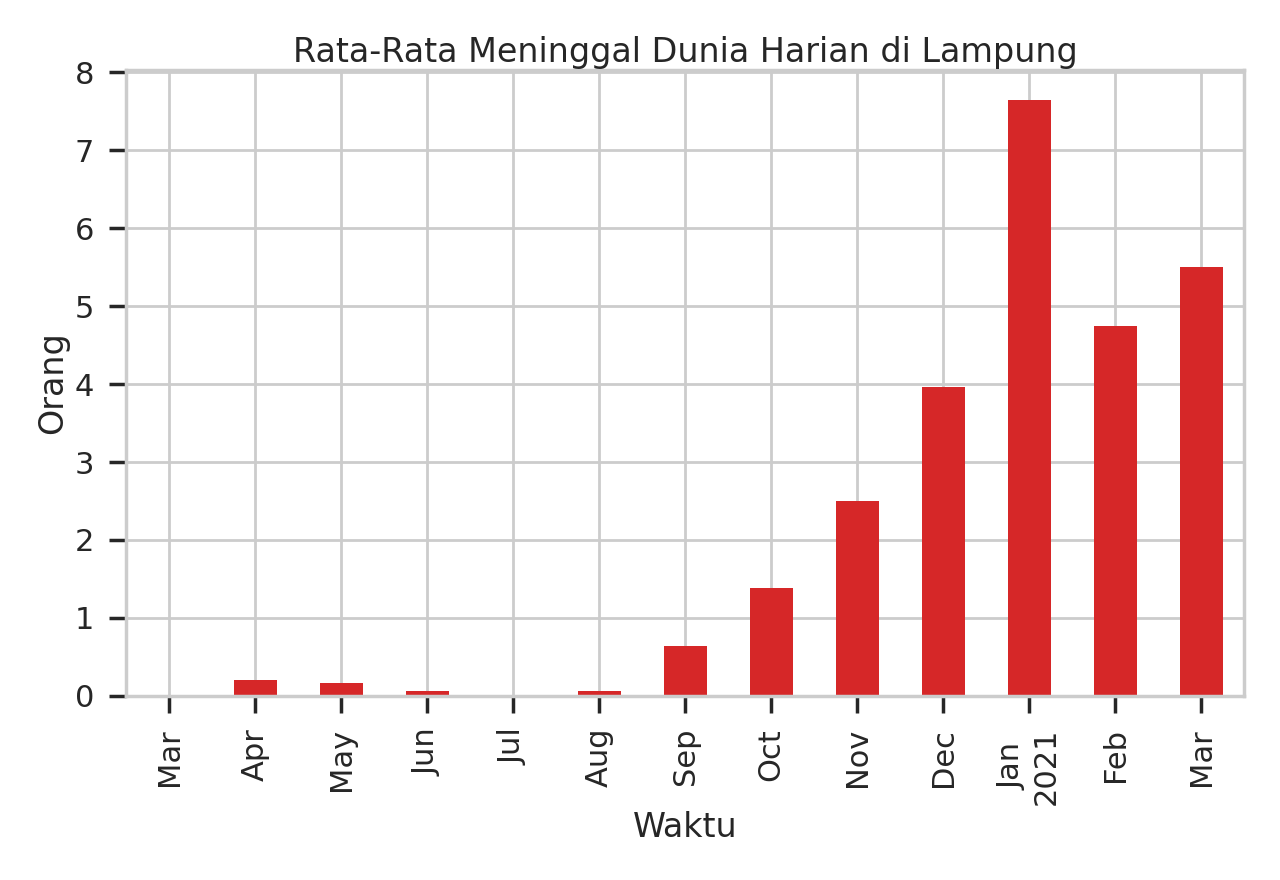 Rata-Rata Meninggal Dunia Harian di Lampung
8
7
6
5
4
3
2
1
0
Orang
Mar
Apr
May
Jun
Jul
Aug
Sep
Oct
Nov
Dec
Jan
2021
Feb
Mar
Waktu